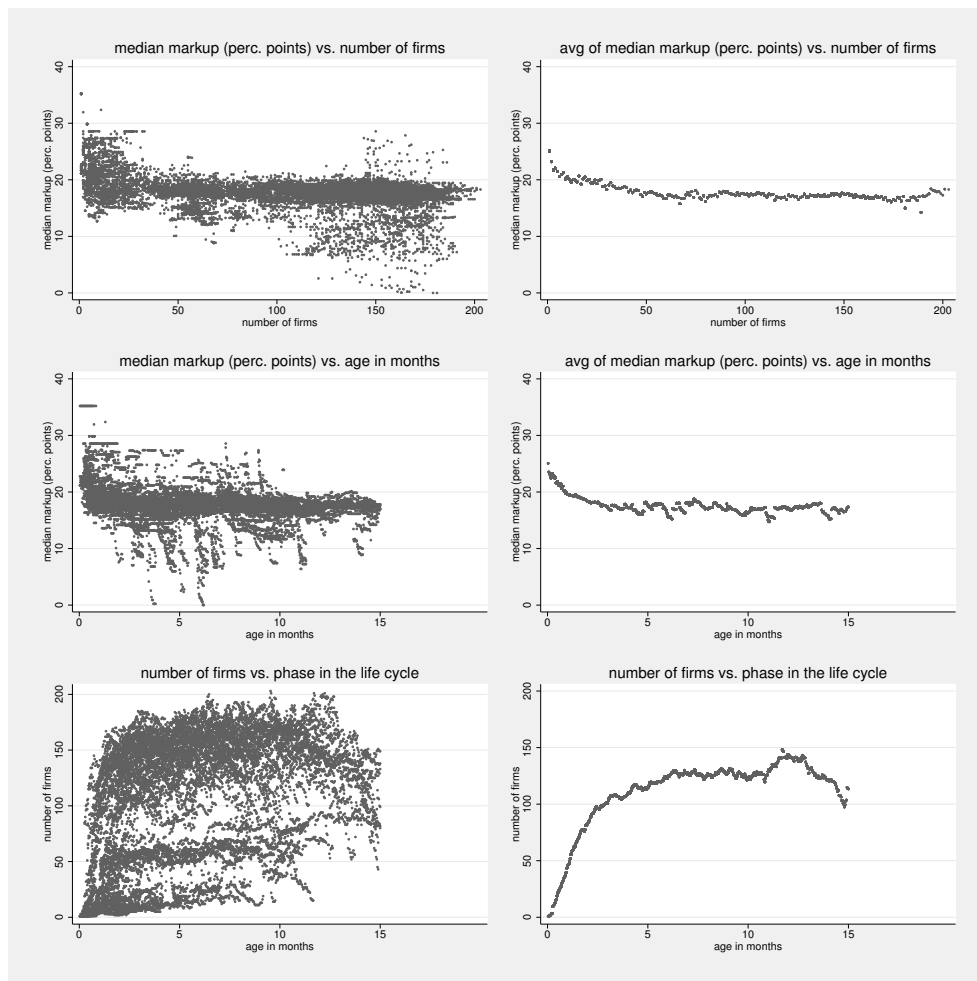 median markup (perc. points) vs. number of firms
median markup (perc. points)
40
30
20
10
0
0 50 100 150 200
number of firms
avg of median markup (perc. points) vs. number of firms
median markup (perc. points)
40
30
20
10
0
0 50 100 150 200
number of firms
median markup (perc. points) vs. age in months
median markup (perc. points)
40
30
20
10
0
0 5 10 15
age in months
avg of median markup (perc. points) vs. age in months
median markup (perc. points)
40
30
20
10
0
0 5 10 15
age in months
number of firms vs. phase in the life cycle
number of firms
200
150
100
50
0
0 5 10 15
age in months
number of firms vs. phase in the life cycle
number of firms
200
150
100
50
0
0 5 10 15
age in months